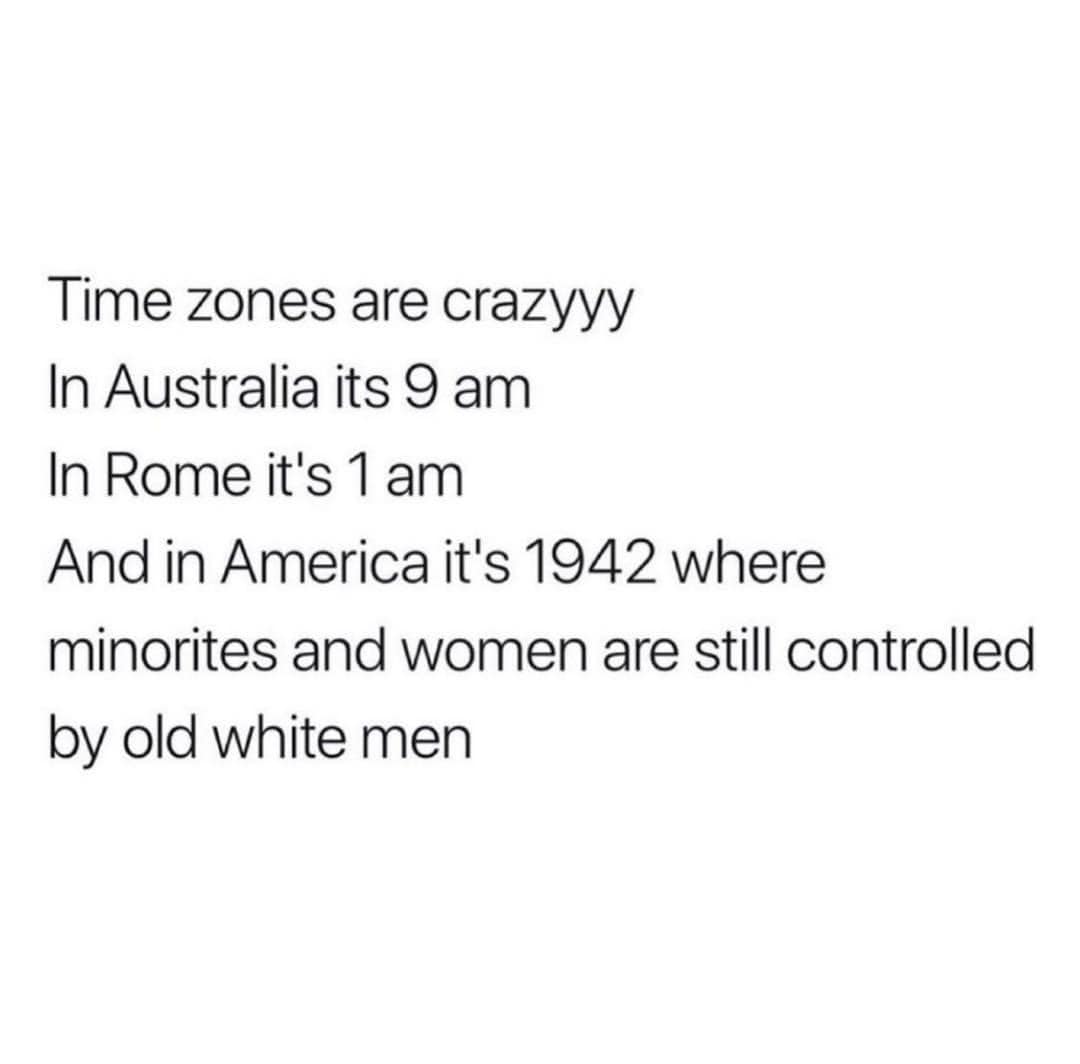 Time zones are crazyyy
In Australia its 9 am
In Rome it's 1 am
And in America it's 1942 where
minorites and women are still controlled
by old white men